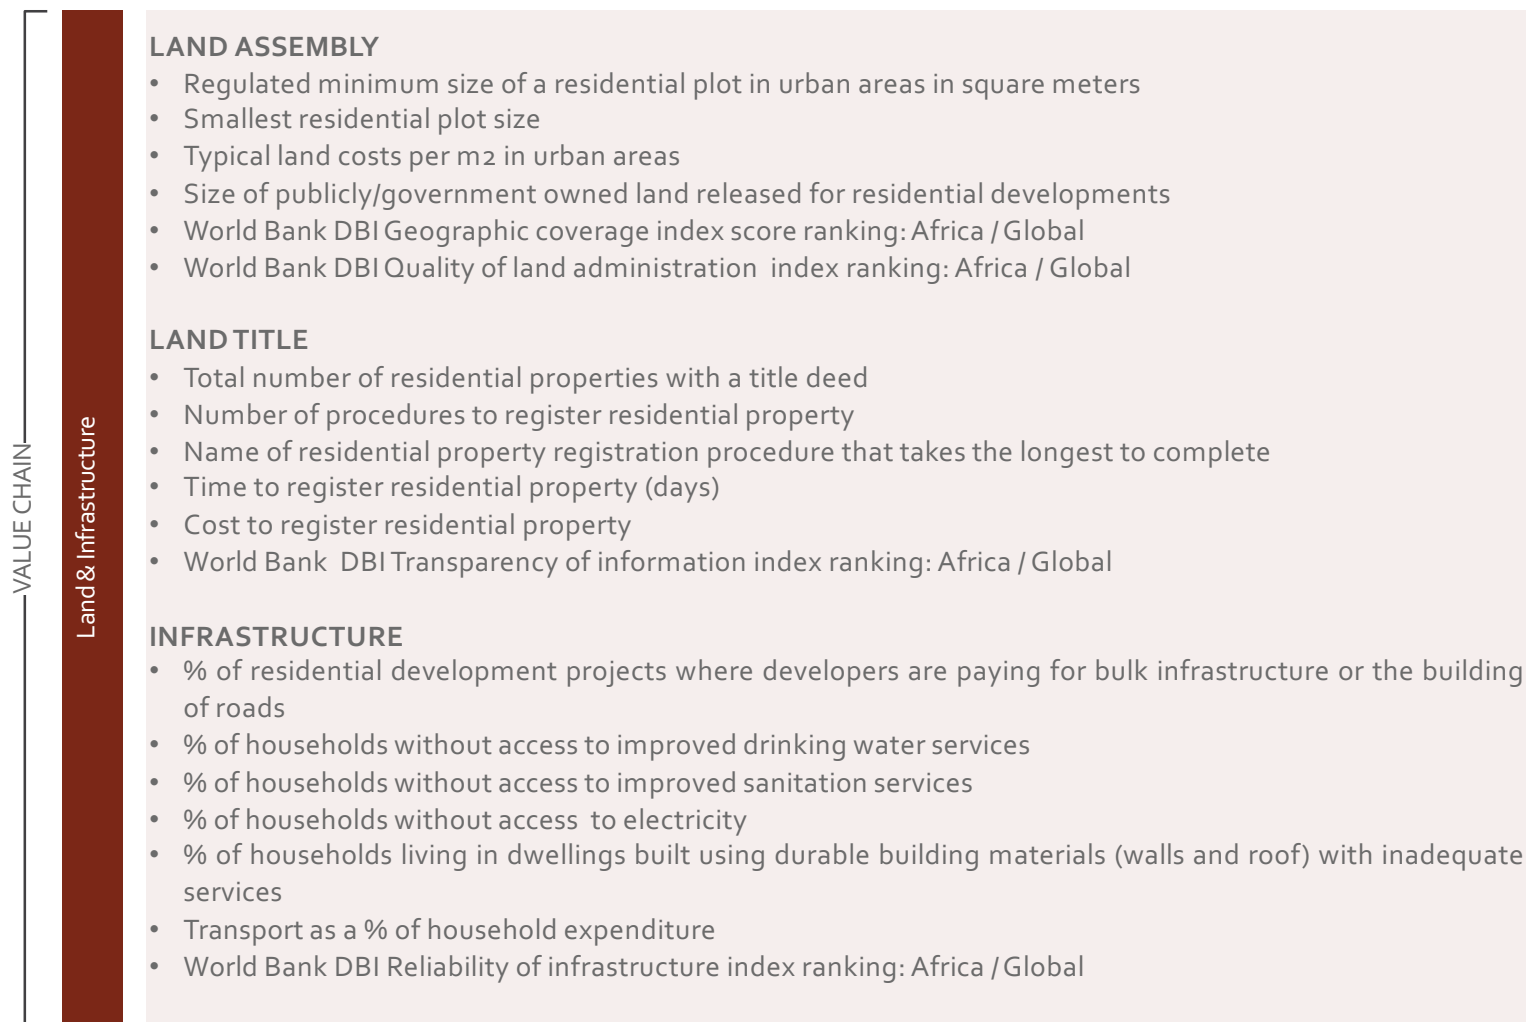 VALUE CHAIN
Land & Infrastructure
LAND ASSEMBLY
• Regulated minimum size of a residential plot in urban areas in square meters
• Smallest residential plot size
• Typical land costs per m2 in urban areas
• Size of publicly/government owned land released for residential developments
• World Bank DBI Geographic coverage index score ranking: Africa / Global
• World Bank DBI Quality of land administration index ranking: Africa / Global
LAND TITLE
• Total number of residential properties with a title deed
• Number of procedures to register residential property
• Name of residential property registration procedure that takes the longest to complete
• Time to register residential property (days)
• Cost to register residential property
• World Bank DBI Transparency of information index ranking: Africa / Global
INFRASTRUCTURE
• % of residential development projects where developers are paying for bulk infrastructure or the building
of roads
• % of households without access to improved drinking water services
• % of households without access to improved sanitation services
• % of households without access to electricity
• % of households living in dwellings built using durable building materials (walls and roof) with inadequate
services
• Transport as a % of household expenditure
• World Bank DBI Reliability of infrastructure index ranking: Africa / Global